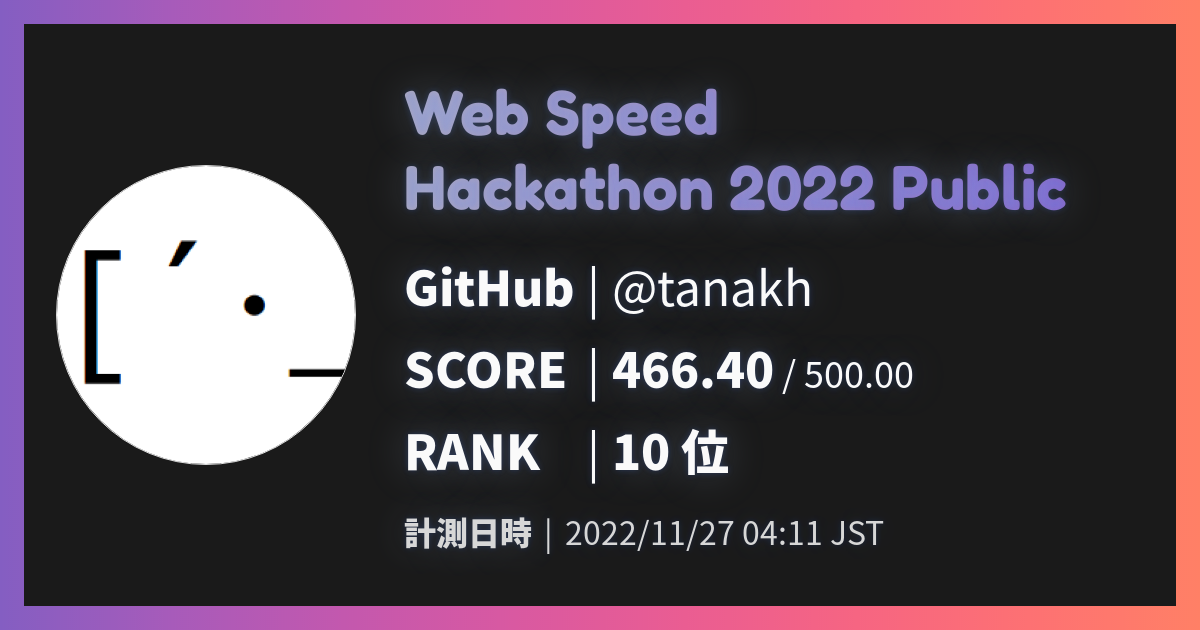 [ ´ • _
Web Speed
Hackathon 2022 Public
GitHub | @tanakh
SCORE | 466.40 / 500.00
RANK | 10 位
計測日時 | 2022/11/27 04:11 JST